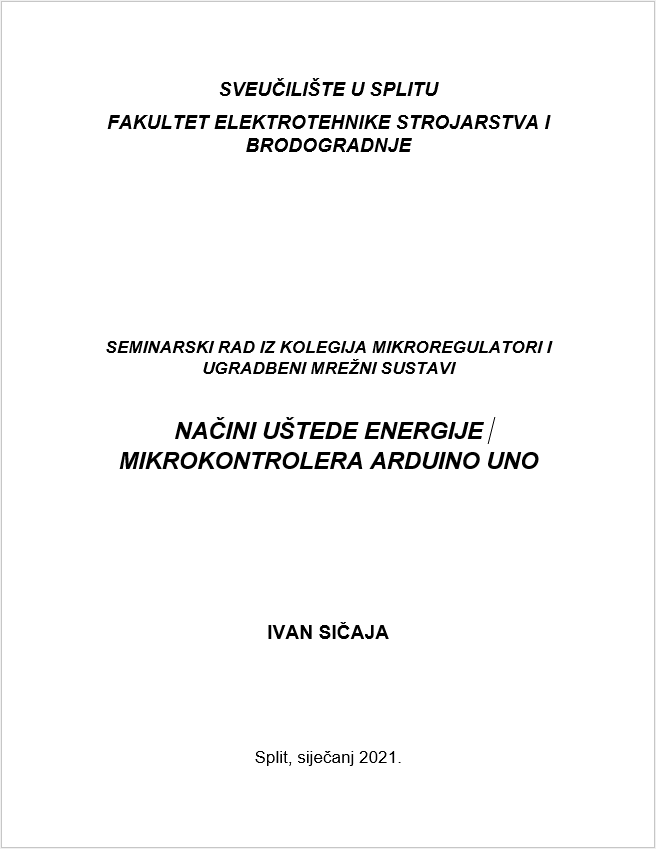 SVEUČILIŠTE U SPLITU
FAKULTET ELEKTROTEHNIKE STROJARSTVA I
BRODOGRADNJE
SEMINARSKI RAD IZ KOLEGIJA MIKROREGULATORI I
UGRADBENI MREŽNI SUSTAVI
NAČINI UŠTEDE ENERGIJE
MIKROKONTROLERA ARDUINO UNO
IVAN SIČAJA
Split, siječanj 2021.